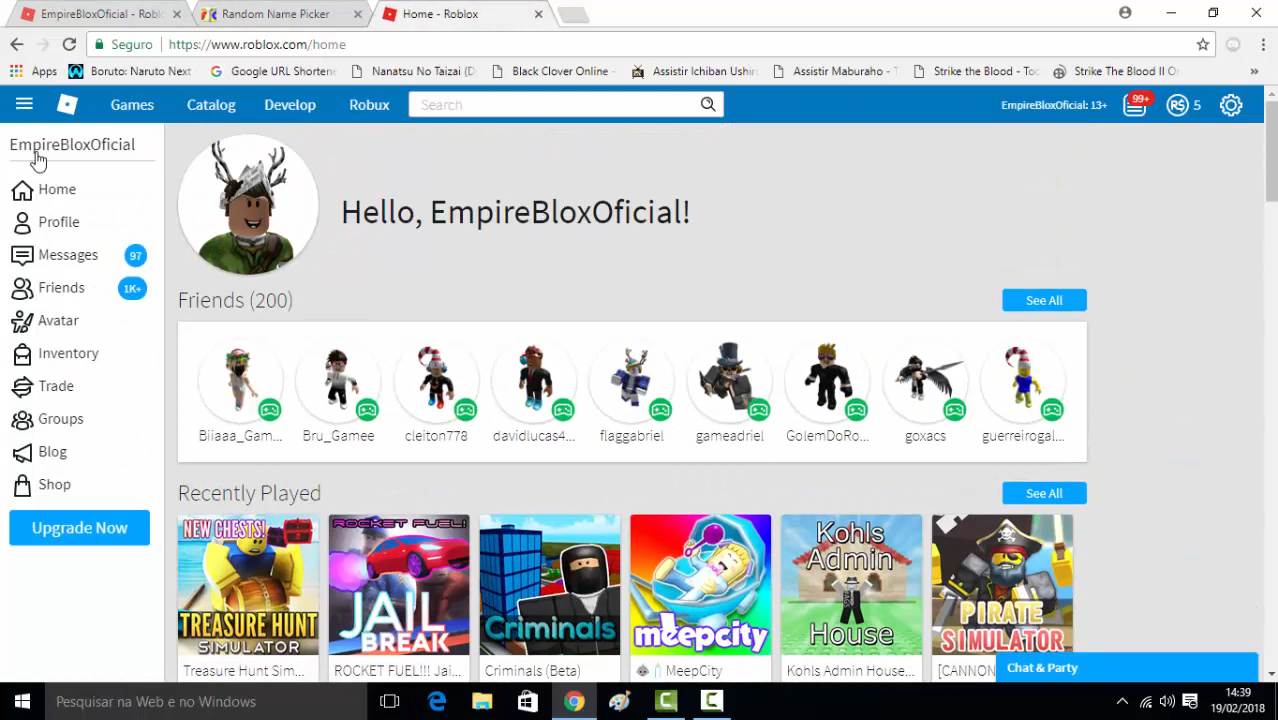 EmpireBloxOficial - Robl
Random Name Picker
Home - Roblox
Seguro
https://www.roblox.com/home
Apps
Boruto: Naruto Next
Google URL Shortene
Nanatsu No Taizai (D
Black Clover Online -
Assistir Ichiban Ushir
Assistir Maburaho - T
Strike the Blood - Tod
Strike The Blood II O
»
Games
Catalog
Develop
Robux
Search
EmpireBloxOficial: 13+
99+
R$
5
EmpireBloxOficial
Home
Profile
Messages
97
Friends
1K+
Avatar
Inventory
Trade
Groups
Blog
Shop
Upgrade Now
Hello, EmpireBloxOficial!
Friends (200)
See All
Biiaaa_Gam...
Bru_Gamee
cleiton778
davidlucas4...
flaggabriel
gameadriel
GolemDoRo...
goxacs
guerreirogal...
Recently Played
See All
NEW CHESTS!
TREASURE HUNT
SIMULATOR
ROCKET FUEL!
JAIL
BREAK
Criminals
meepcity
Kohls
Admin
House
PIRATE
SIMULATOR
Treasure Hunt Sim...
ROCKET FUEL!!! Jai...
Criminals (Beta)
MeepCity
Kohls Admin House...
[CANNON
Chat & Party
Pesquisar na Web e no Windows
14:39
19/02/2018